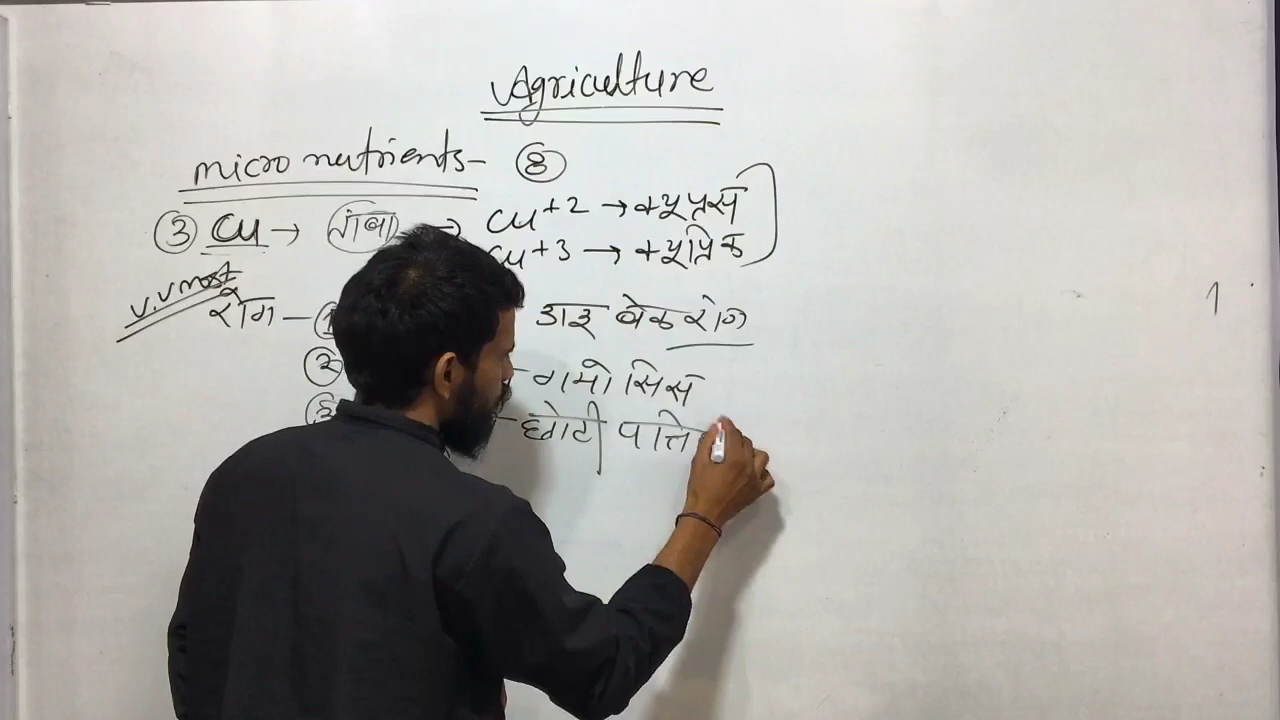 Agriculture
micro nutrients- ⑧
③ Cu → तांबा → Cu+2 → क्यूप्रस
Cu+3 → क्यूप्रिक
V.V most
रोग - ① डाइ बेक रोग
② - गमोसिस
③ - छोटी पत्ति
1